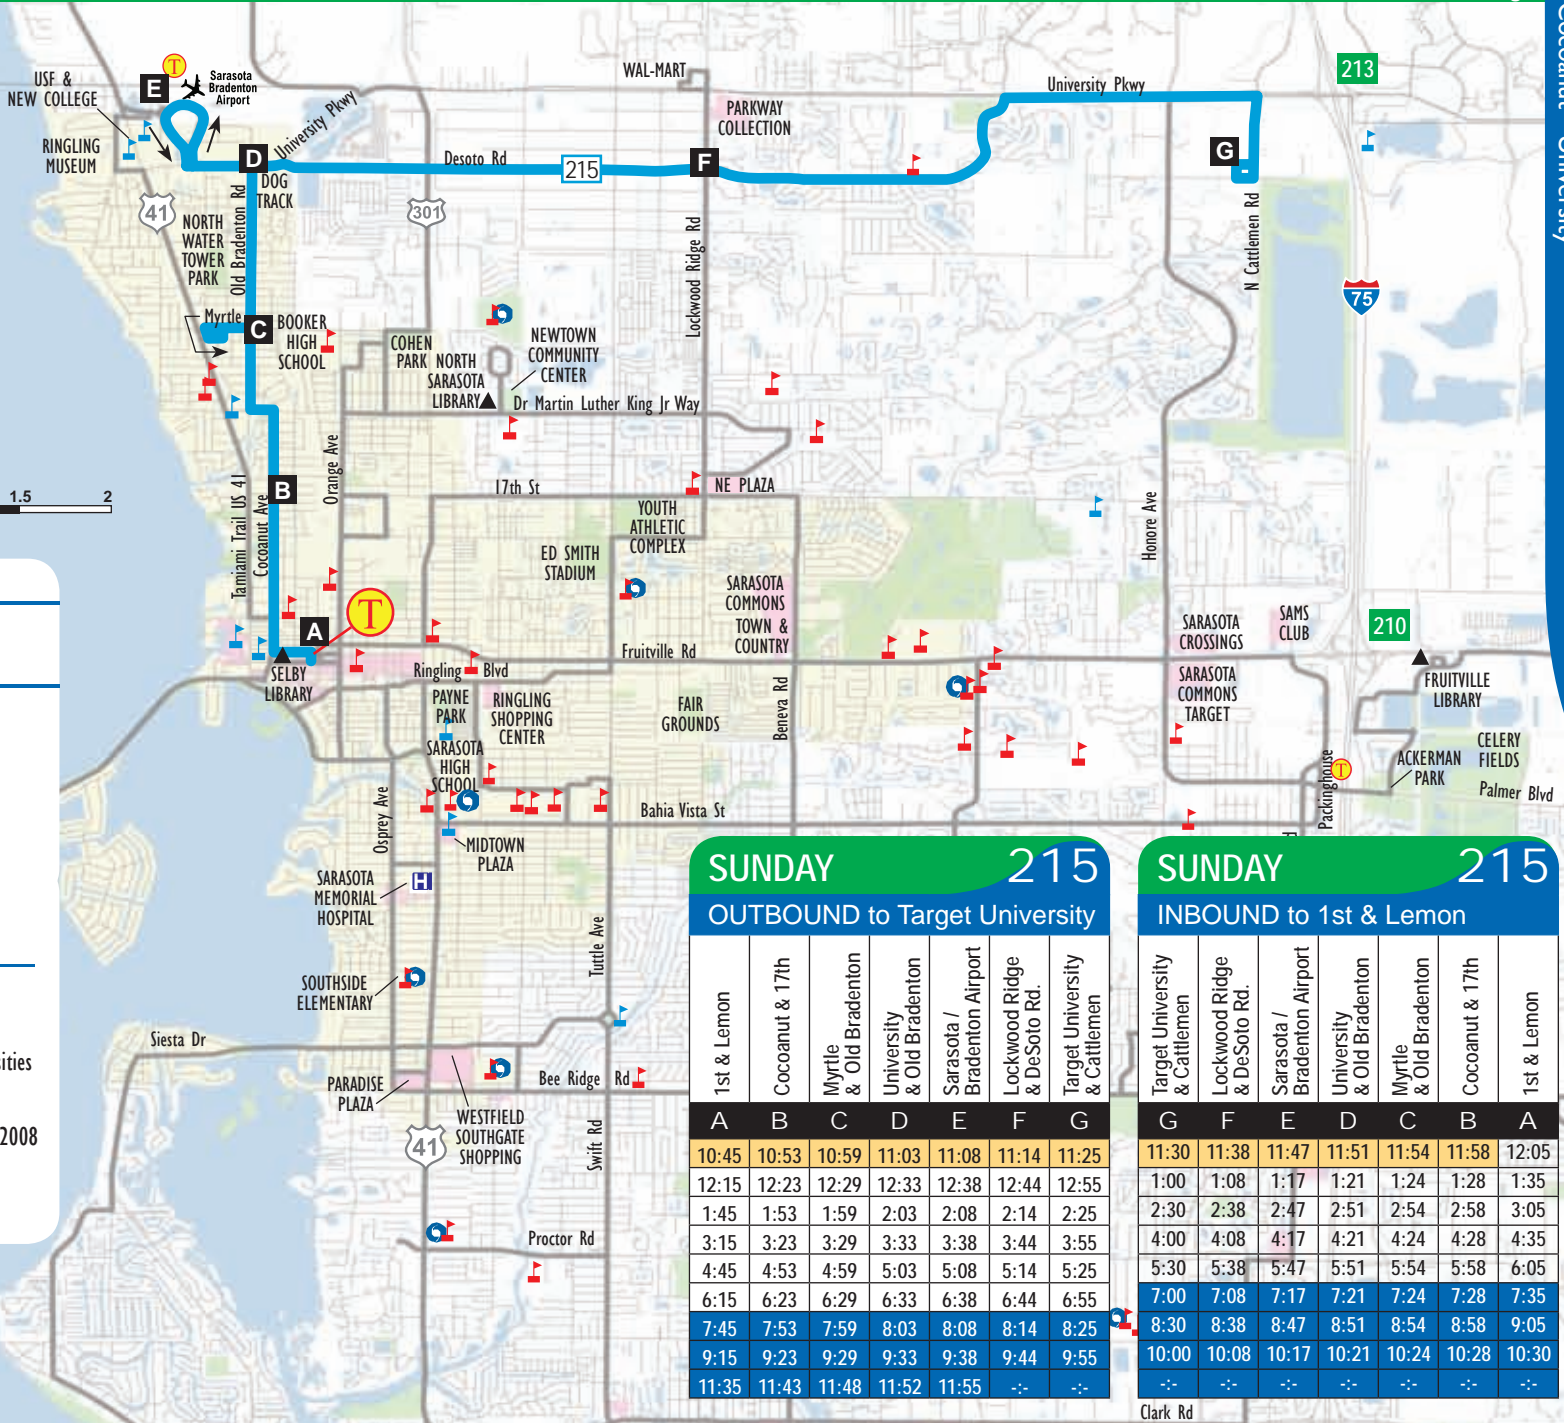 Cocoanut - University
213
WAL-MART
University Pkwy
USF &
NEW COLLEGE
E
T
Sarasota
Bradenton
Airport
RINGLING
MUSEUM
PARKWAY
COLLECTION
University Pkwy
D
DOG
TRACK
Desoto Rd
215
F
G
41
NORTH
WATER
TOWER
PARK
Old Bradenton Rd
301
Lockwood Ridge Rd
N Cattlemen Rd
75
Myrtle
C
BOOKER
HIGH
SCHOOL
COHEN
PARK
NORTH
SARASOTA
LIBRARY
NEWTOWN
COMMUNITY
CENTER
Dr Martin Luther King Jr Way
Orange Ave
1.5
2
Tamiami Trail US 41
Cocoanut Ave
B
17th St
NE PLAZA
YOUTH
ATHLETIC
COMPLEX
ED SMITH
STADIUM
Honore Ave
SARASOTA
COMMONS
TOWN &
COUNTRY
SARASOTA
CROSSINGS
SAMS
CLUB
210
A
T
SELBY
LIBRARY
Ringling Blvd
Fruitville Rd
PAYNE
PARK
RINGLING
SHOPPING
CENTER
FAIR
GROUNDS
Beneva Rd
SARASOTA
COMMONS
TARGET
FRUITVILLE
LIBRARY
CELERY
FIELDS
ACKERMAN
PARK
Palmer Blvd
Packinghouse
T
SARASOTA
HIGH
SCHOOL
Osprey Ave
Bahia Vista St
MIDTOWN
PLAZA
H
SARASOTA
MEMORIAL
HOSPITAL
Tuttle Ave
SOUTHSIDE
ELEMENTARY
Siesta Dr
PARADISE
PLAZA
Bee Ridge Rd
WESTFIELD
SOUTHGATE
SHOPPING
41
Swift Rd
Proctor Rd
Clark Rd
sities
2008
d
SUNDAY 215
OUTBOUND to Target University
1st & Lemon
Cocoanut & 17th
Myrtle
& Old Bradenton
University
& Old Bradenton
Sarasota /
Bradenton Airport
Lockwood Ridge
& DeSoto Rd.
Target University
& Cattlemen
A B C D E F G
10:45 10:53 10:59 11:03 11:08 11:14 11:25
12:15 12:23 12:29 12:33 12:38 12:44 12:55
1:45 1:53 1:59 2:03 2:08 2:14 2:25
3:15 3:23 3:29 3:33 3:38 3:44 3:55
4:45 4:53 4:59 5:03 5:08 5:14 5:25
6:15 6:23 6:29 6:33 6:38 6:44 6:55
7:45 7:53 7:59 8:03 8:08 8:14 8:25
9:15 9:23 9:29 9:33 9:38 9:44 9:55
11:35 11:43 11:48 11:52 11:55 -:- -:-
SUNDAY 215
INBOUND to 1st & Lemon
Target University
& Cattlemen
Lockwood Ridge
& DeSoto Rd.
Sarasota /
Bradenton Airport
University
& Old Bradenton
Myrtle
& Old Bradenton
Cocoanut & 17th
1st & Lemon
G F E D C B A
11:30 11:38 11:47 11:51 11:54 11:58 12:05
1:00 1:08 1:17 1:21 1:24 1:28 1:35
2:30 2:38 2:47 2:51 2:54 2:58 3:05
4:00 4:08 4:17 4:21 4:24 4:28 4:35
5:30 5:38 5:47 5:51 5:54 5:58 6:05
7:00 7:08 7:17 7:21 7:24 7:28 7:35
8:30 8:38 8:47 8:51 8:54 8:58 9:05
10:00 10:08 10:17 10:21 10:24 10:28 10:30
-:- -:- -:- -:- -:- -:- -:-